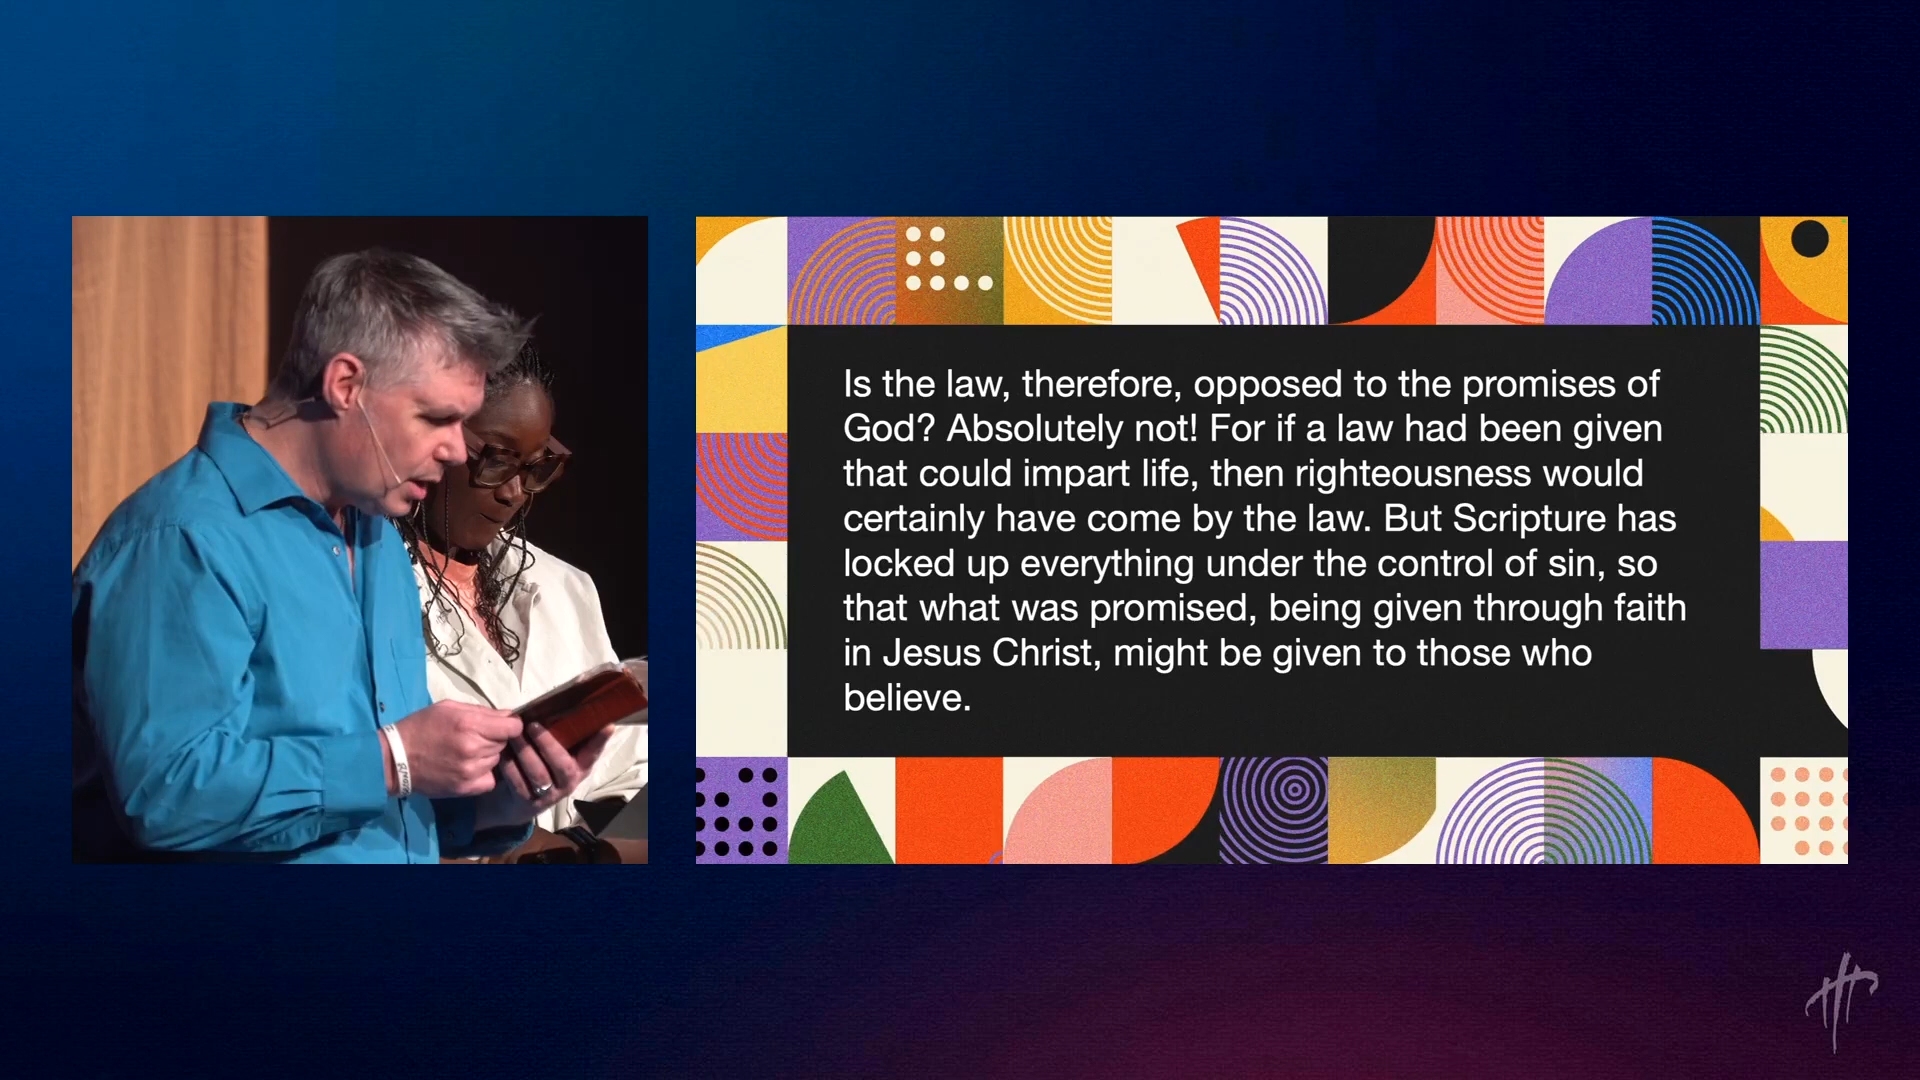 Is the law, therefore, opposed to the promises of
God? Absolutely not! For if a law had been given
that could impart life, then righteousness would
certainly have come by the law. But Scripture has
locked up everything under the control of sin, so
that what was promised, being given through faith
in Jesus Christ, might be given to those who
believe.